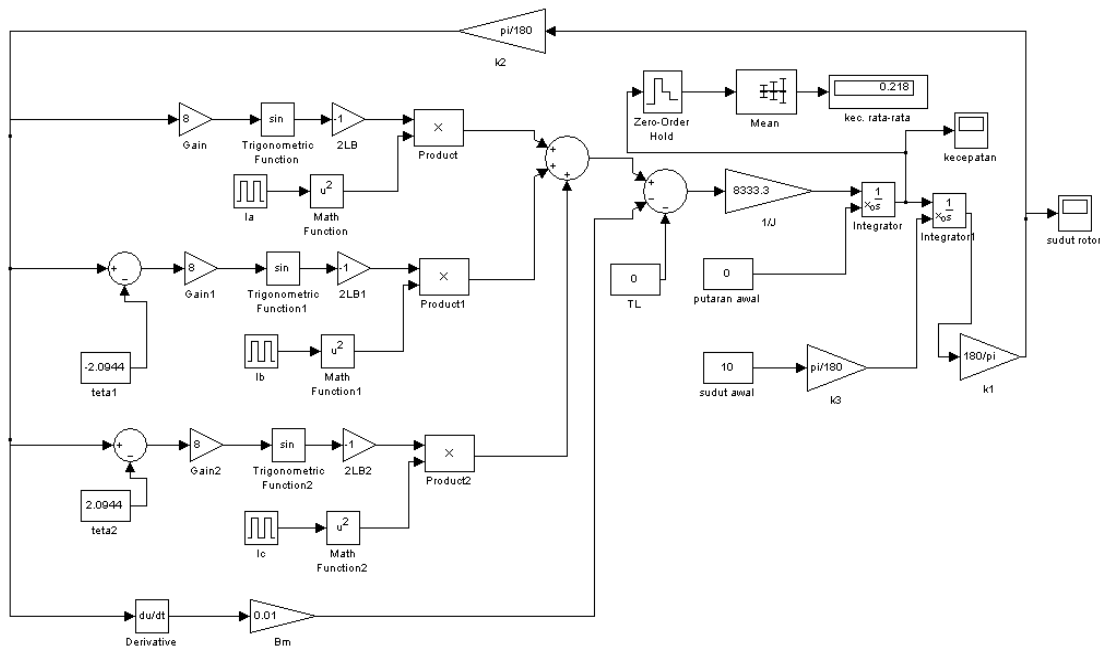 pi/180
k2
0.218
Zero-Order
Hold
Mean
kec. rata-rata
kecepatan
8
Gain
sin
Trigonometric
Function
-1
2LB
×
Product
Ia
u2
Math
Function
+
+
+
+
−
−
8333.3
1/J
1
xo s
Integrator
1
xo s
Integrator1
sudut rotor
+
−
8
Gain1
sin
Trigonometric
Function1
-1
2LB1
×
Product1
0
TL
0
putaran awal
-2.0944
teta1
Ib
u2
Math
Function1
10
sudut awal
pi/180
k3
180/pi
k1
+
−
8
Gain2
sin
Trigonometric
Function2
-1
2LB2
×
Product2
2.0944
teta2
Ic
u2
Math
Function2
du/dt
Derivative
0.01
Bm